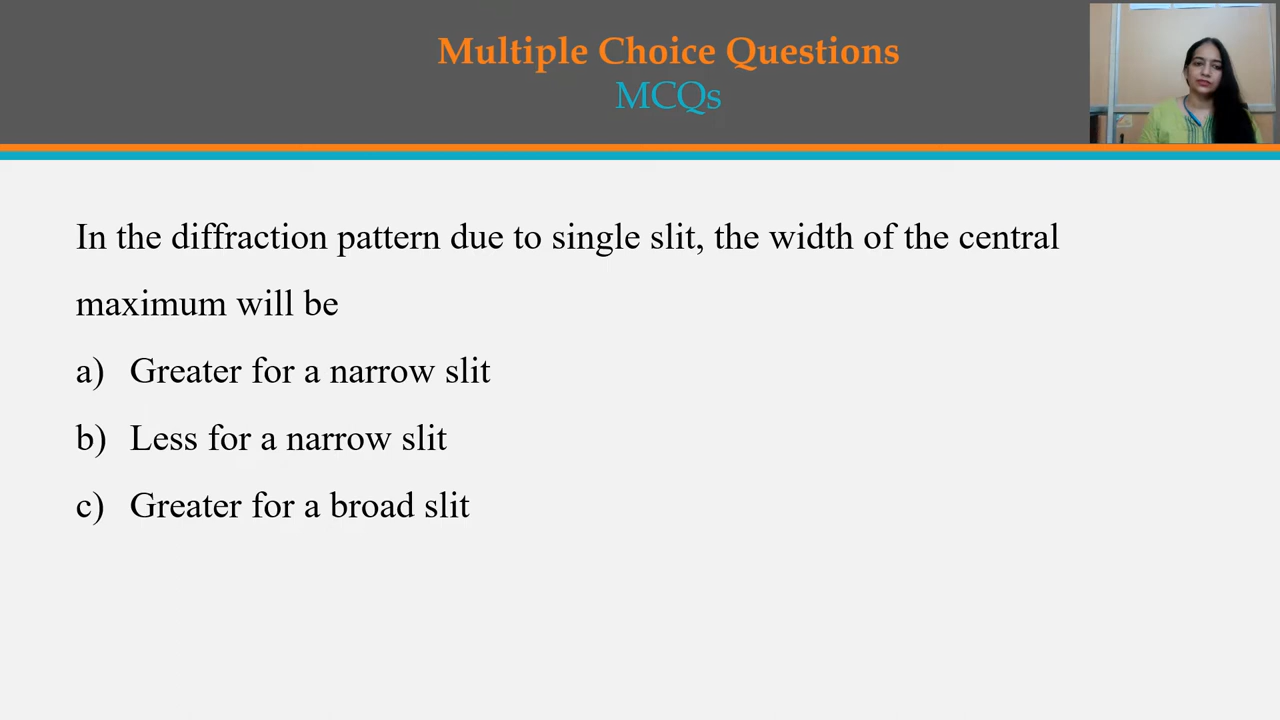 Multiple Choice Questions
MCQs
In the diffraction pattern due to single slit, the width of the central
maximum will be
a) Greater for a narrow slit
b) Less for a narrow slit
c) Greater for a broad slit